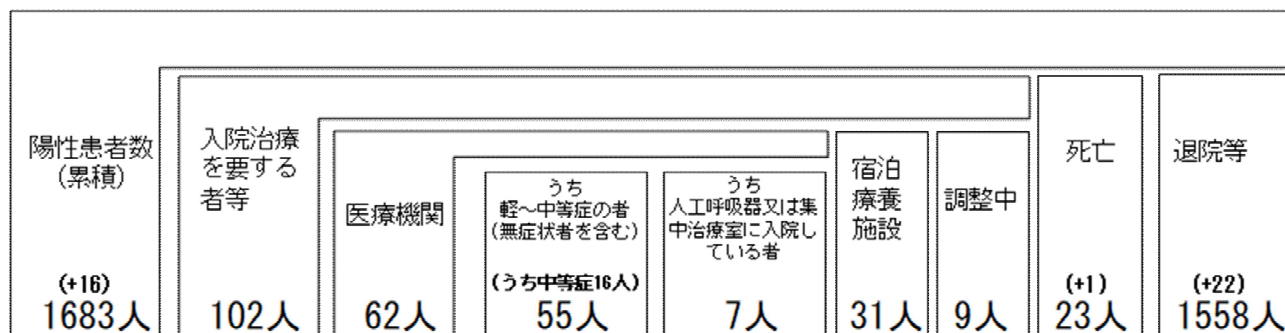 陽性患者数
(累積)
(+16)
1683人
入院治療
を要する
者等
102人
医療機関
62人
うち
軽~中等症の者
(無症状者を含む)
(うち中等症16人)
55人
うち
人工呼吸器又は集
中治療室に入院し
ている者
7人
宿泊
療養
施設
31人
調整中
9人
死亡
(+1)
23人
退院等
(+22)
1558人